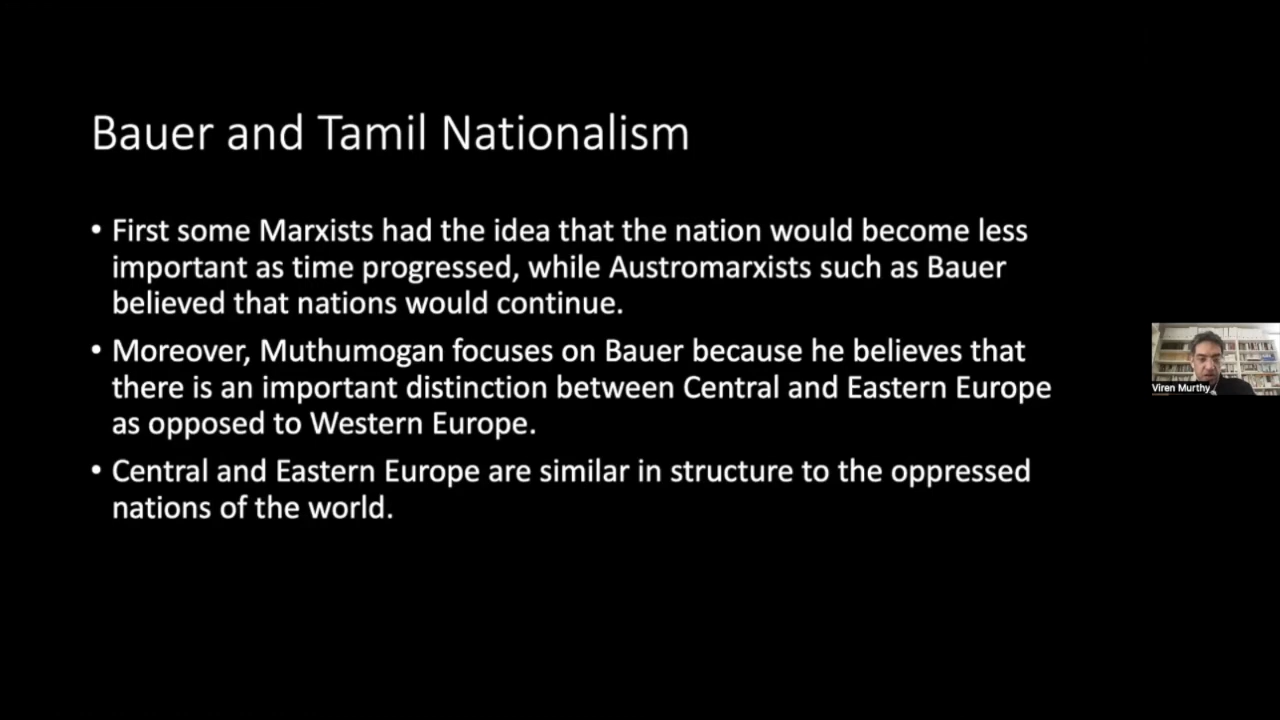 Bauer and Tamil Nationalism
• First some Marxists had the idea that the nation would become less
important as time progressed, while Austromarxists such as Bauer
believed that nations would continue.
• Moreover, Muthumogan focuses on Bauer because he believes that
there is an important distinction between Central and Eastern Europe
as opposed to Western Europe.
• Central and Eastern Europe are similar in structure to the oppressed
nations of the world.
Viren Murthy